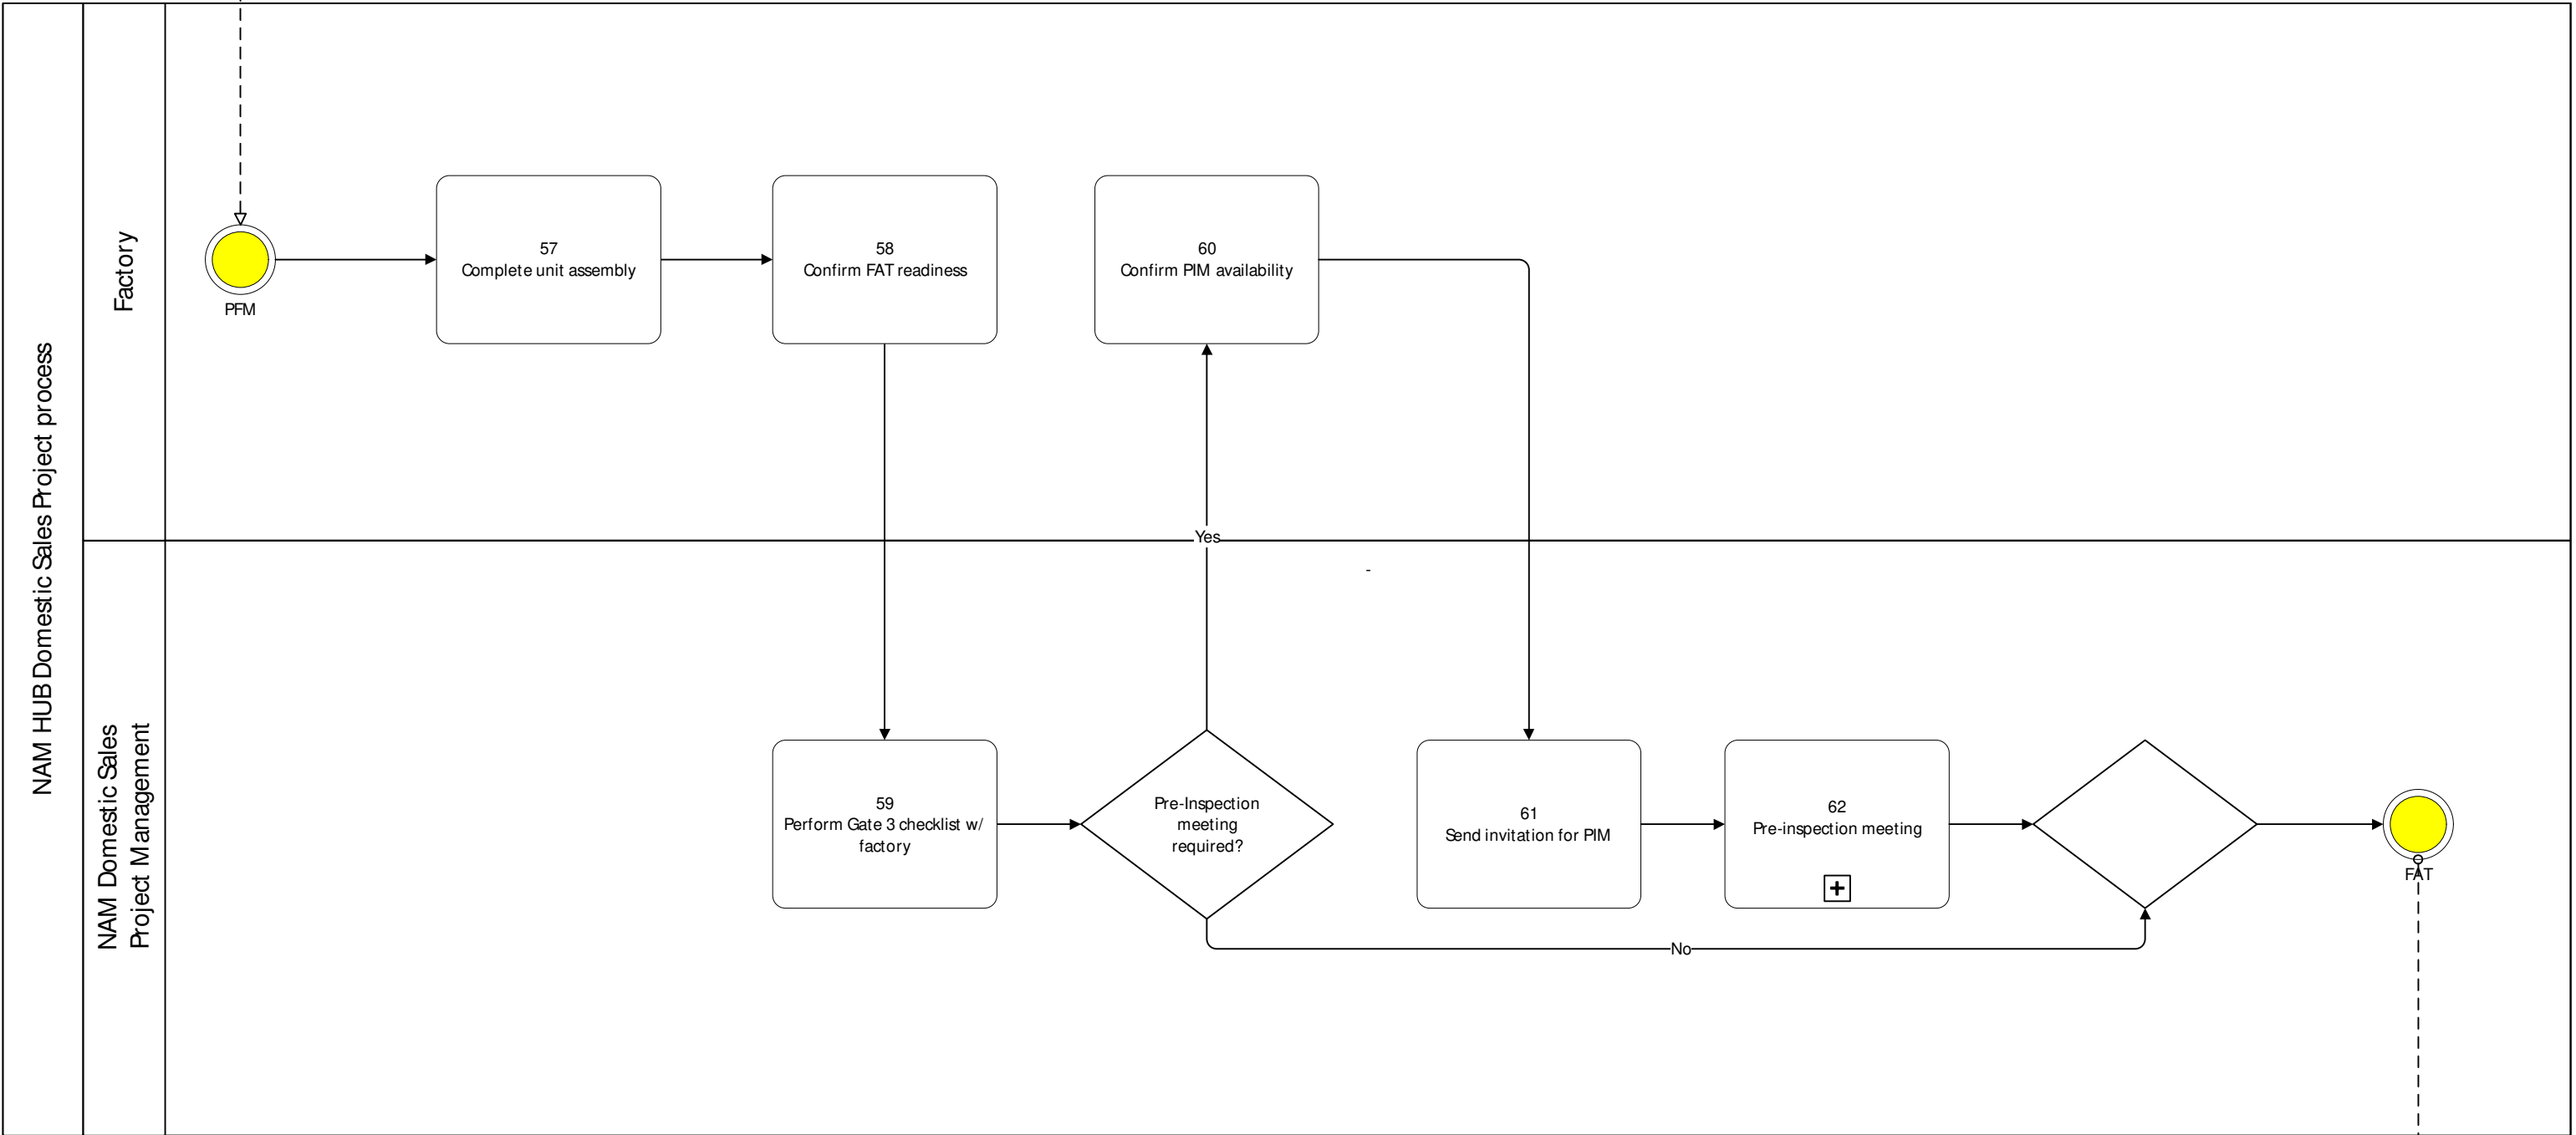 NAM HUB Domestic Sales Project process
Factory
PFM
57
Complete unit assembly
58
Confirm FAT readiness
60
Confirm PIM availability
Yes
-
NAM Domestic Sales
Project Management
59
Perform Gate 3 checklist w/
factory
Pre-Inspection
meeting
required?
61
Send invitation for PIM
62
Pre-inspection meeting
FAT
No